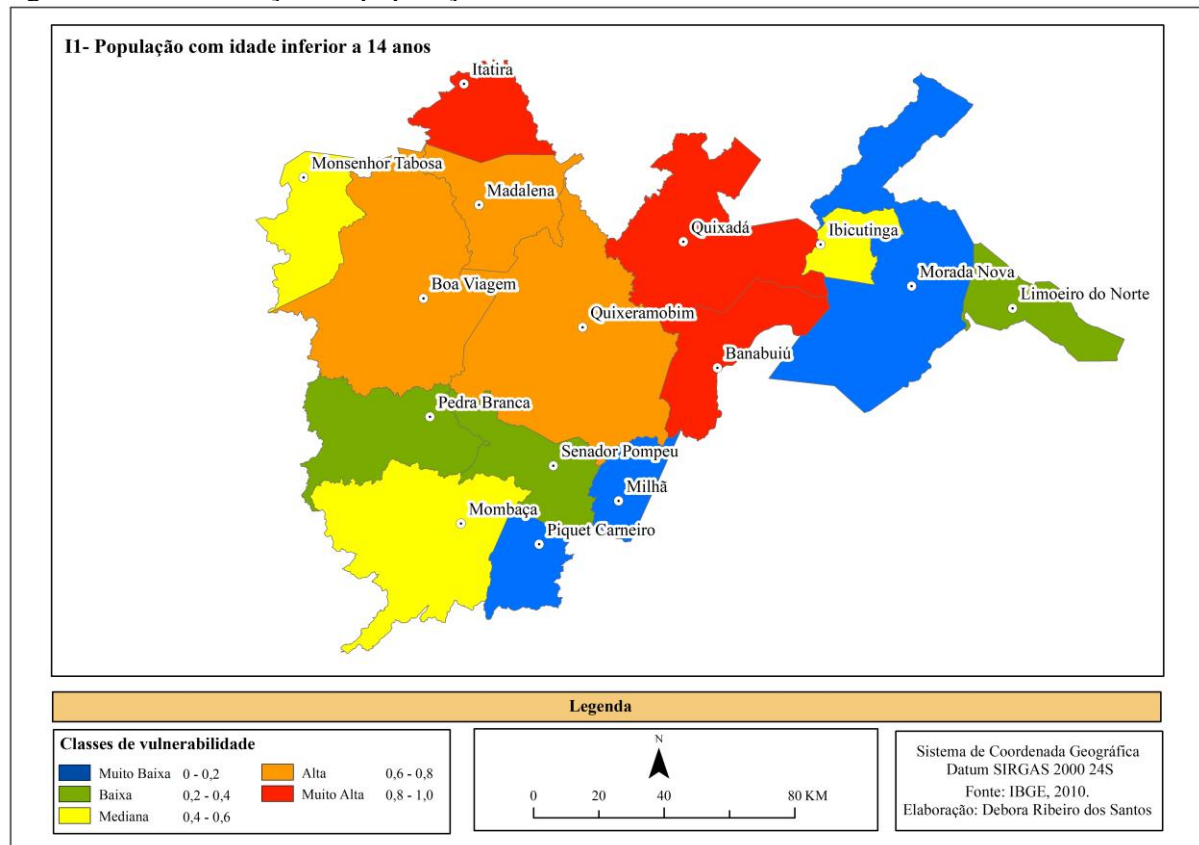 I1- População com idade inferior a 14 anos
Itatira
Monsenhor Tabosa
Madalena
Quixadá
Ibicutinga
Morada Nova
Boa Viagem
Limoeiro do Norte
Quixeramobim
Banabuiú
Pedra Branca
Senador Pompeu
Milhã
Mombaça
Piquet Carneiro
Legenda
Classes de vulnerabilidade
Muito Baixa 0 - 0,2
Baixa 0,2 - 0,4
Mediana 0,4 - 0,6
Alta 0,6 - 0,8
Muito Alta 0,8 - 1,0
N
0 20 40 80 KM
Sistema de Coordenada Geográfica
Datum SIRGAS 2000 24S
Fonte: IBGE, 2010.
Elaboração: Debora Ribeiro dos Santos